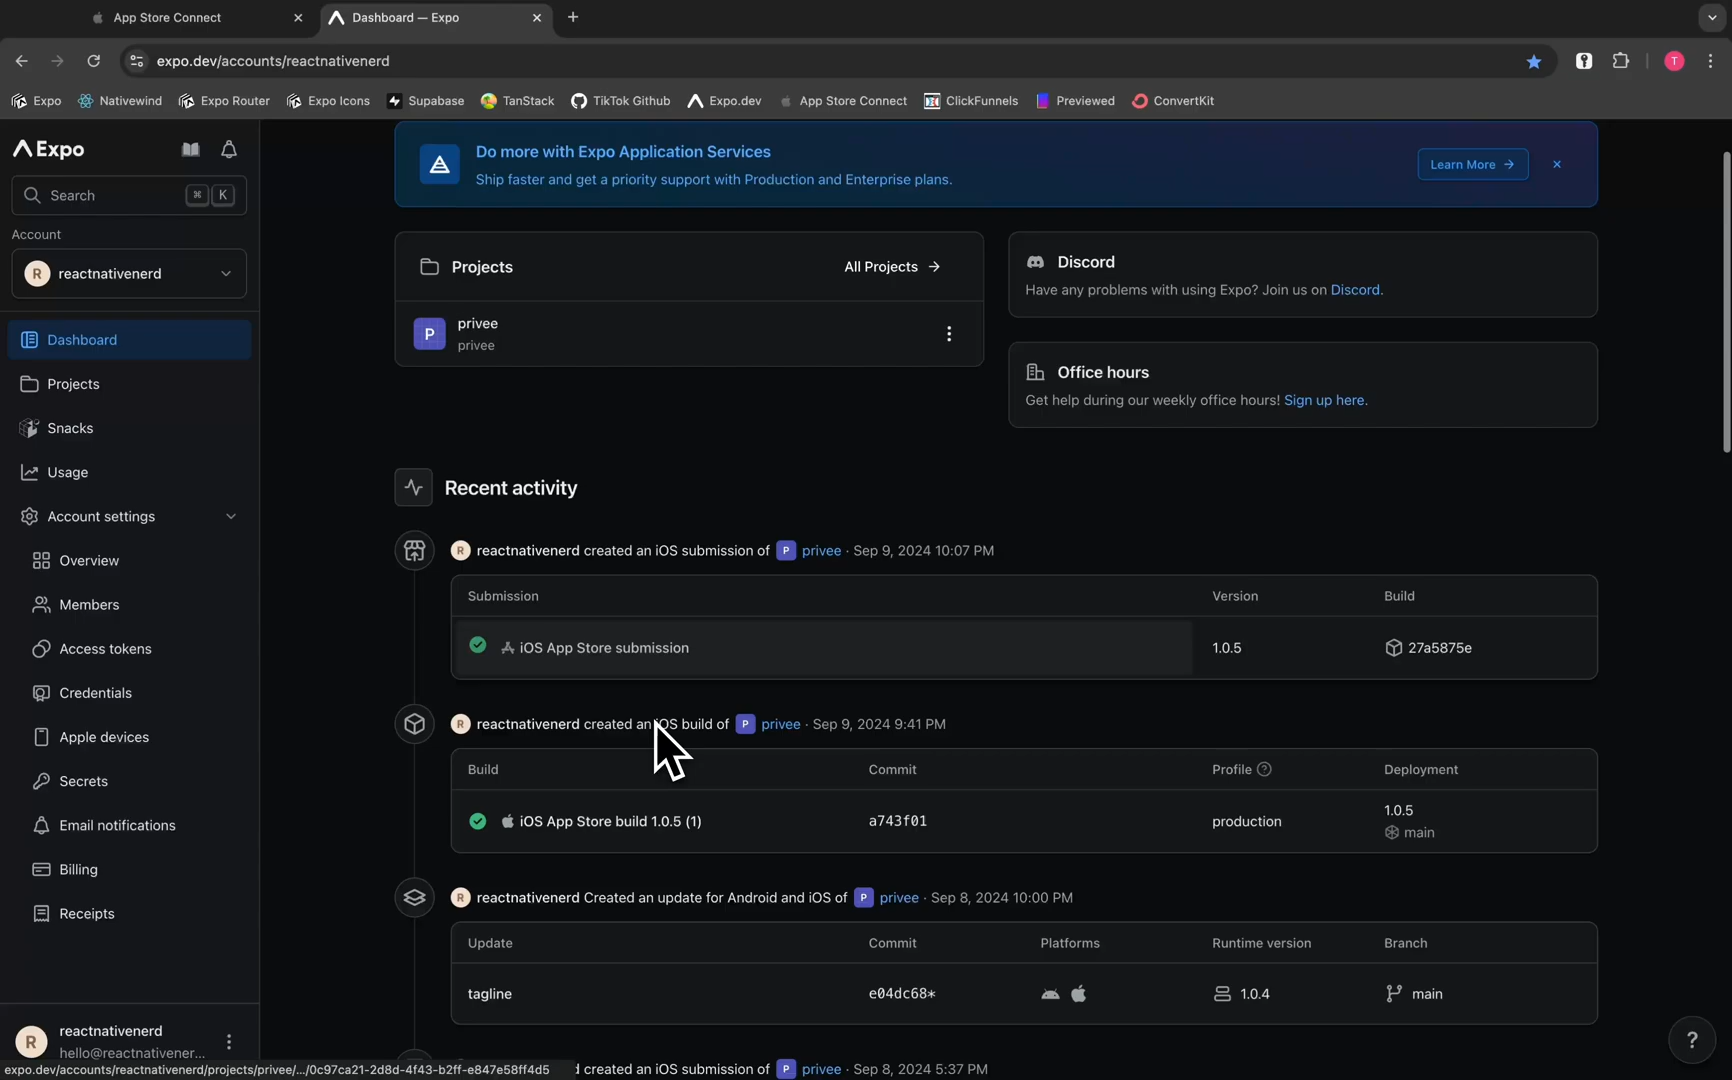 App Store Connect
Dashboard — Expo
expo.dev/accounts/reactnativenerd
T
Expo
Nativewind
Expo Router
Expo Icons
Supabase
TanStack
TikTok Github
Expo.dev
App Store Connect
ClickFunnels
Previewed
ConvertKit
Expo
Search
⌘ K
Account
R reactnativenerd
Dashboard
Projects
Snacks
Usage
Account settings
Overview
Members
Access tokens
Credentials
Apple devices
Secrets
Email notifications
Billing
Receipts
R reactnativenerd
hello@reactnativener...
expo.dev/accounts/reactnativenerd/projects/privee/.../0c97ca21-2d8d-4f43-b2ff-e847e58ff4d5
Do more with Expo Application Services
Ship faster and get a priority support with Production and Enterprise plans.
Learn More →
Projects
All Projects →
P privee
privee
Discord
Have any problems with using Expo? Join us on Discord.
Office hours
Get help during our weekly office hours! Sign up here.
Recent activity
R reactnativenerd created an iOS submission of P privee · Sep 9, 2024 10:07 PM
Submission Version Build
iOS App Store submission 1.0.5 27a5875e
R reactnativenerd created an iOS build of P privee · Sep 9, 2024 9:41 PM
Build Commit Profile ? Deployment
iOS App Store build 1.0.5 (1) a743f01 production 1.0.5
main
R reactnativenerd Created an update for Android and iOS of P privee · Sep 8, 2024 10:00 PM
Update Commit Platforms Runtime version Branch
tagline e04dc68* 1.0.4 main
d created an iOS submission of P privee · Sep 8, 2024 5:37 PM
?